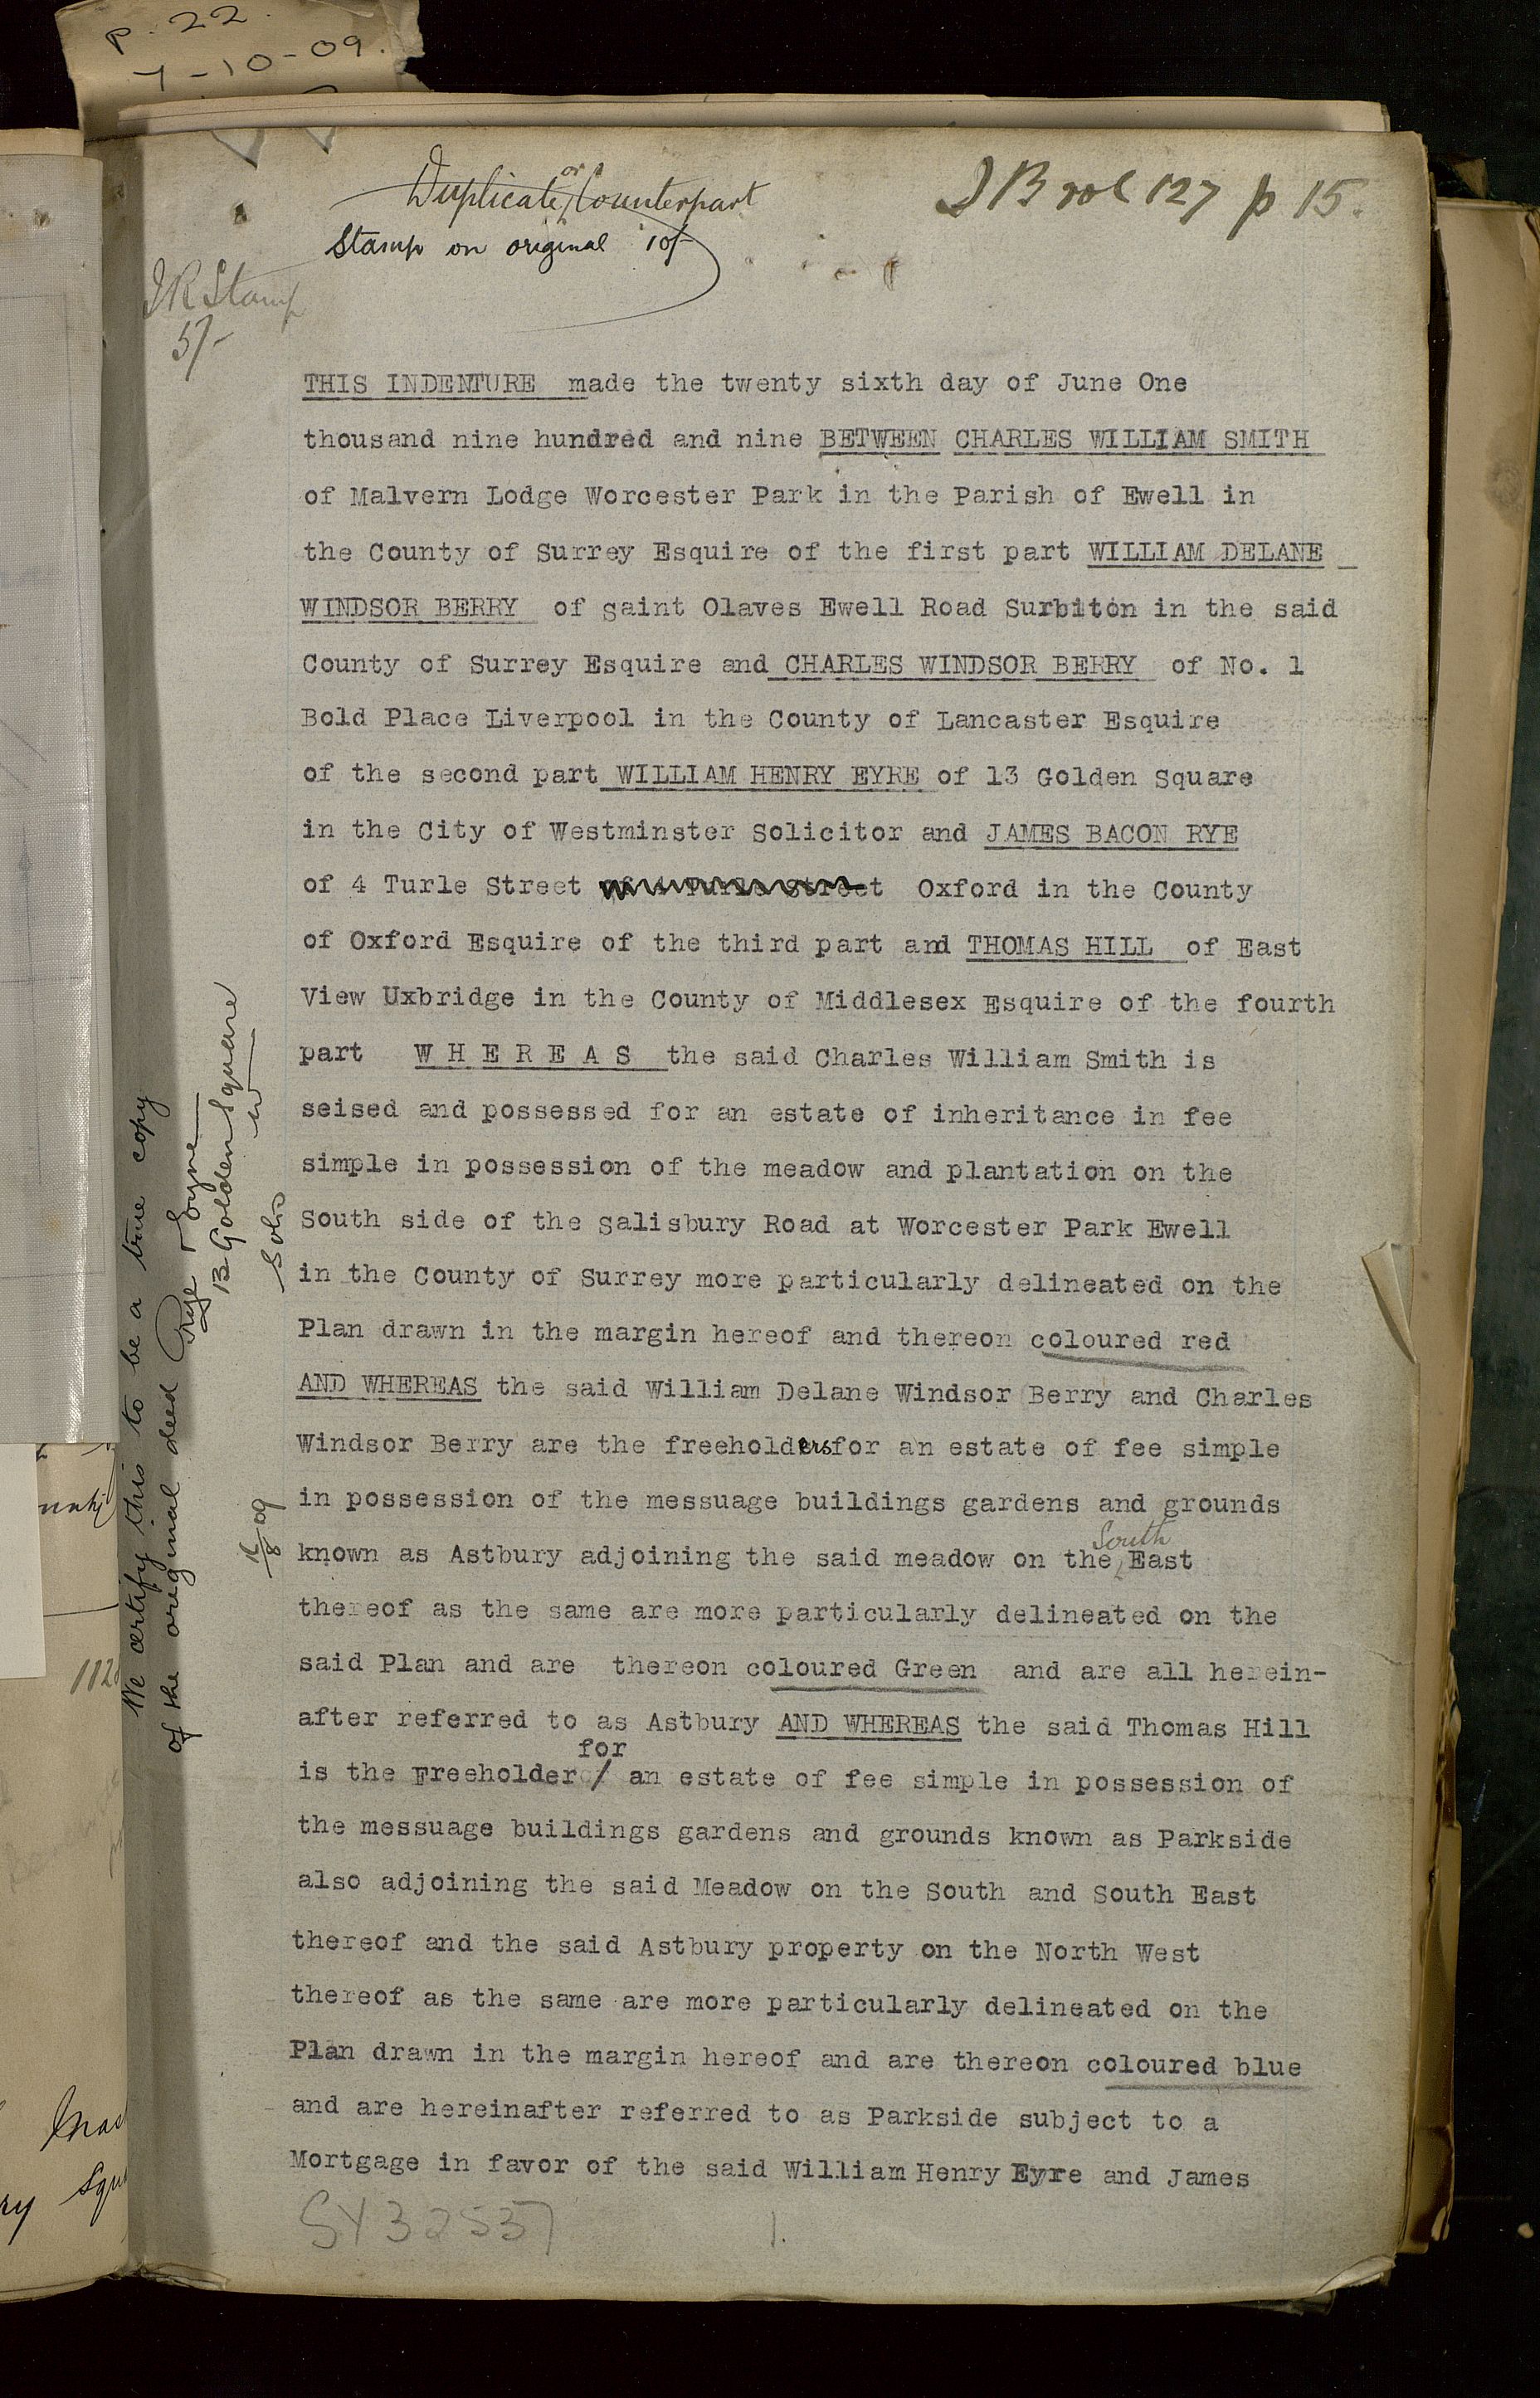 p. 22.
7-10-09.
Duplicate or Counterpart
Stamp on original 10/-
I B vol 127 p 15.
I R Stamp
5/-
THIS INDENTURE made the twenty sixth day of June One
thousand nine hundred and nine BETWEEN CHARLES WILLIAM SMITH
of Malvern Lodge Worcester Park in the Parish of Ewell in
the County of Surrey Esquire of the first part WILLIAM DELANE
WINDSOR BERRY of saint Olaves Ewell Road Surbiton in the said
County of Surrey Esquire and CHARLES WINDSOR BERRY of No. 1
Bold Place Liverpool in the County of Lancaster Esquire
of the second part WILLIAM HENRY EYRE of 13 Golden Square
in the City of Westminster Solicitor and JAMES BACON RYE
of 4 Turle Street of 4 Turle Street Oxford in the County
of Oxford Esquire of the third part and THOMAS HILL of East
View Uxbridge in the County of Middlesex Esquire of the fourth
part W H E R E A S the said Charles William Smith is
seised and possessed for an estate of inheritance in fee
simple in possession of the meadow and plantation on the
South side of the Salisbury Road at Worcester Park Ewell
in the County of Surrey more particularly delineated on the
Plan drawn in the margin hereof and thereon coloured red
AND WHEREAS the said William Delane Windsor Berry and Charles
Windsor Berry are the freeholders for an estate of fee simple
in possession of the messuage buildings gardens and grounds
known as Astbury adjoining the said meadow on the South East
thereof as the same are more particularly delineated on the
said Plan and are thereon coloured Green and are all herein-
after referred to as Astbury AND WHEREAS the said Thomas Hill
is the Freeholder for an estate of fee simple in possession of
the messuage buildings gardens and grounds known as Parkside
also adjoining the said Meadow on the South and South East
thereof and the said Astbury property on the North West
thereof as the same are more particularly delineated on the
Plan drawn in the margin hereof and are thereon coloured blue
and are hereinafter referred to as Parkside subject to a
Mortgage in favor of the said William Henry Eyre and James
SY32537
1.
We certify this to be a true copy
of the original deed
Rye & Eyre
13 Golden Square
W
Solrs
16/8 09
112